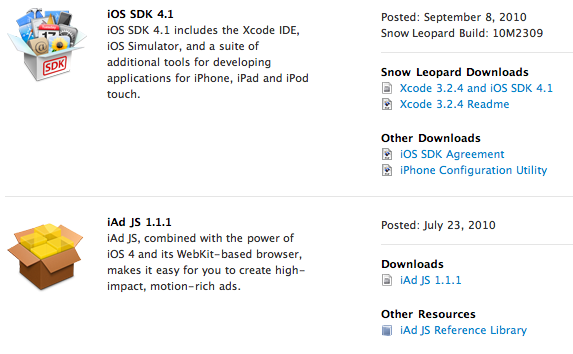 iOS SDK 4.1
iOS SDK 4.1 includes the Xcode IDE,
iOS Simulator, and a suite of
additional tools for developing
applications for iPhone, iPad and iPod
touch.
SDK
Posted: September 8, 2010
Snow Leopard Build: 10M2309
Snow Leopard Downloads
Xcode 3.2.4 and iOS SDK 4.1
Xcode 3.2.4 Readme
Other Downloads
iOS SDK Agreement
iPhone Configuration Utility
iAd JS 1.1.1
iAd JS, combined with the power of
iOS 4 and its WebKit-based browser,
makes it easy for you to create high-
impact, motion-rich ads.
Posted: July 23, 2010
Downloads
iAd JS 1.1.1
Other Resources
iAd JS Reference Library